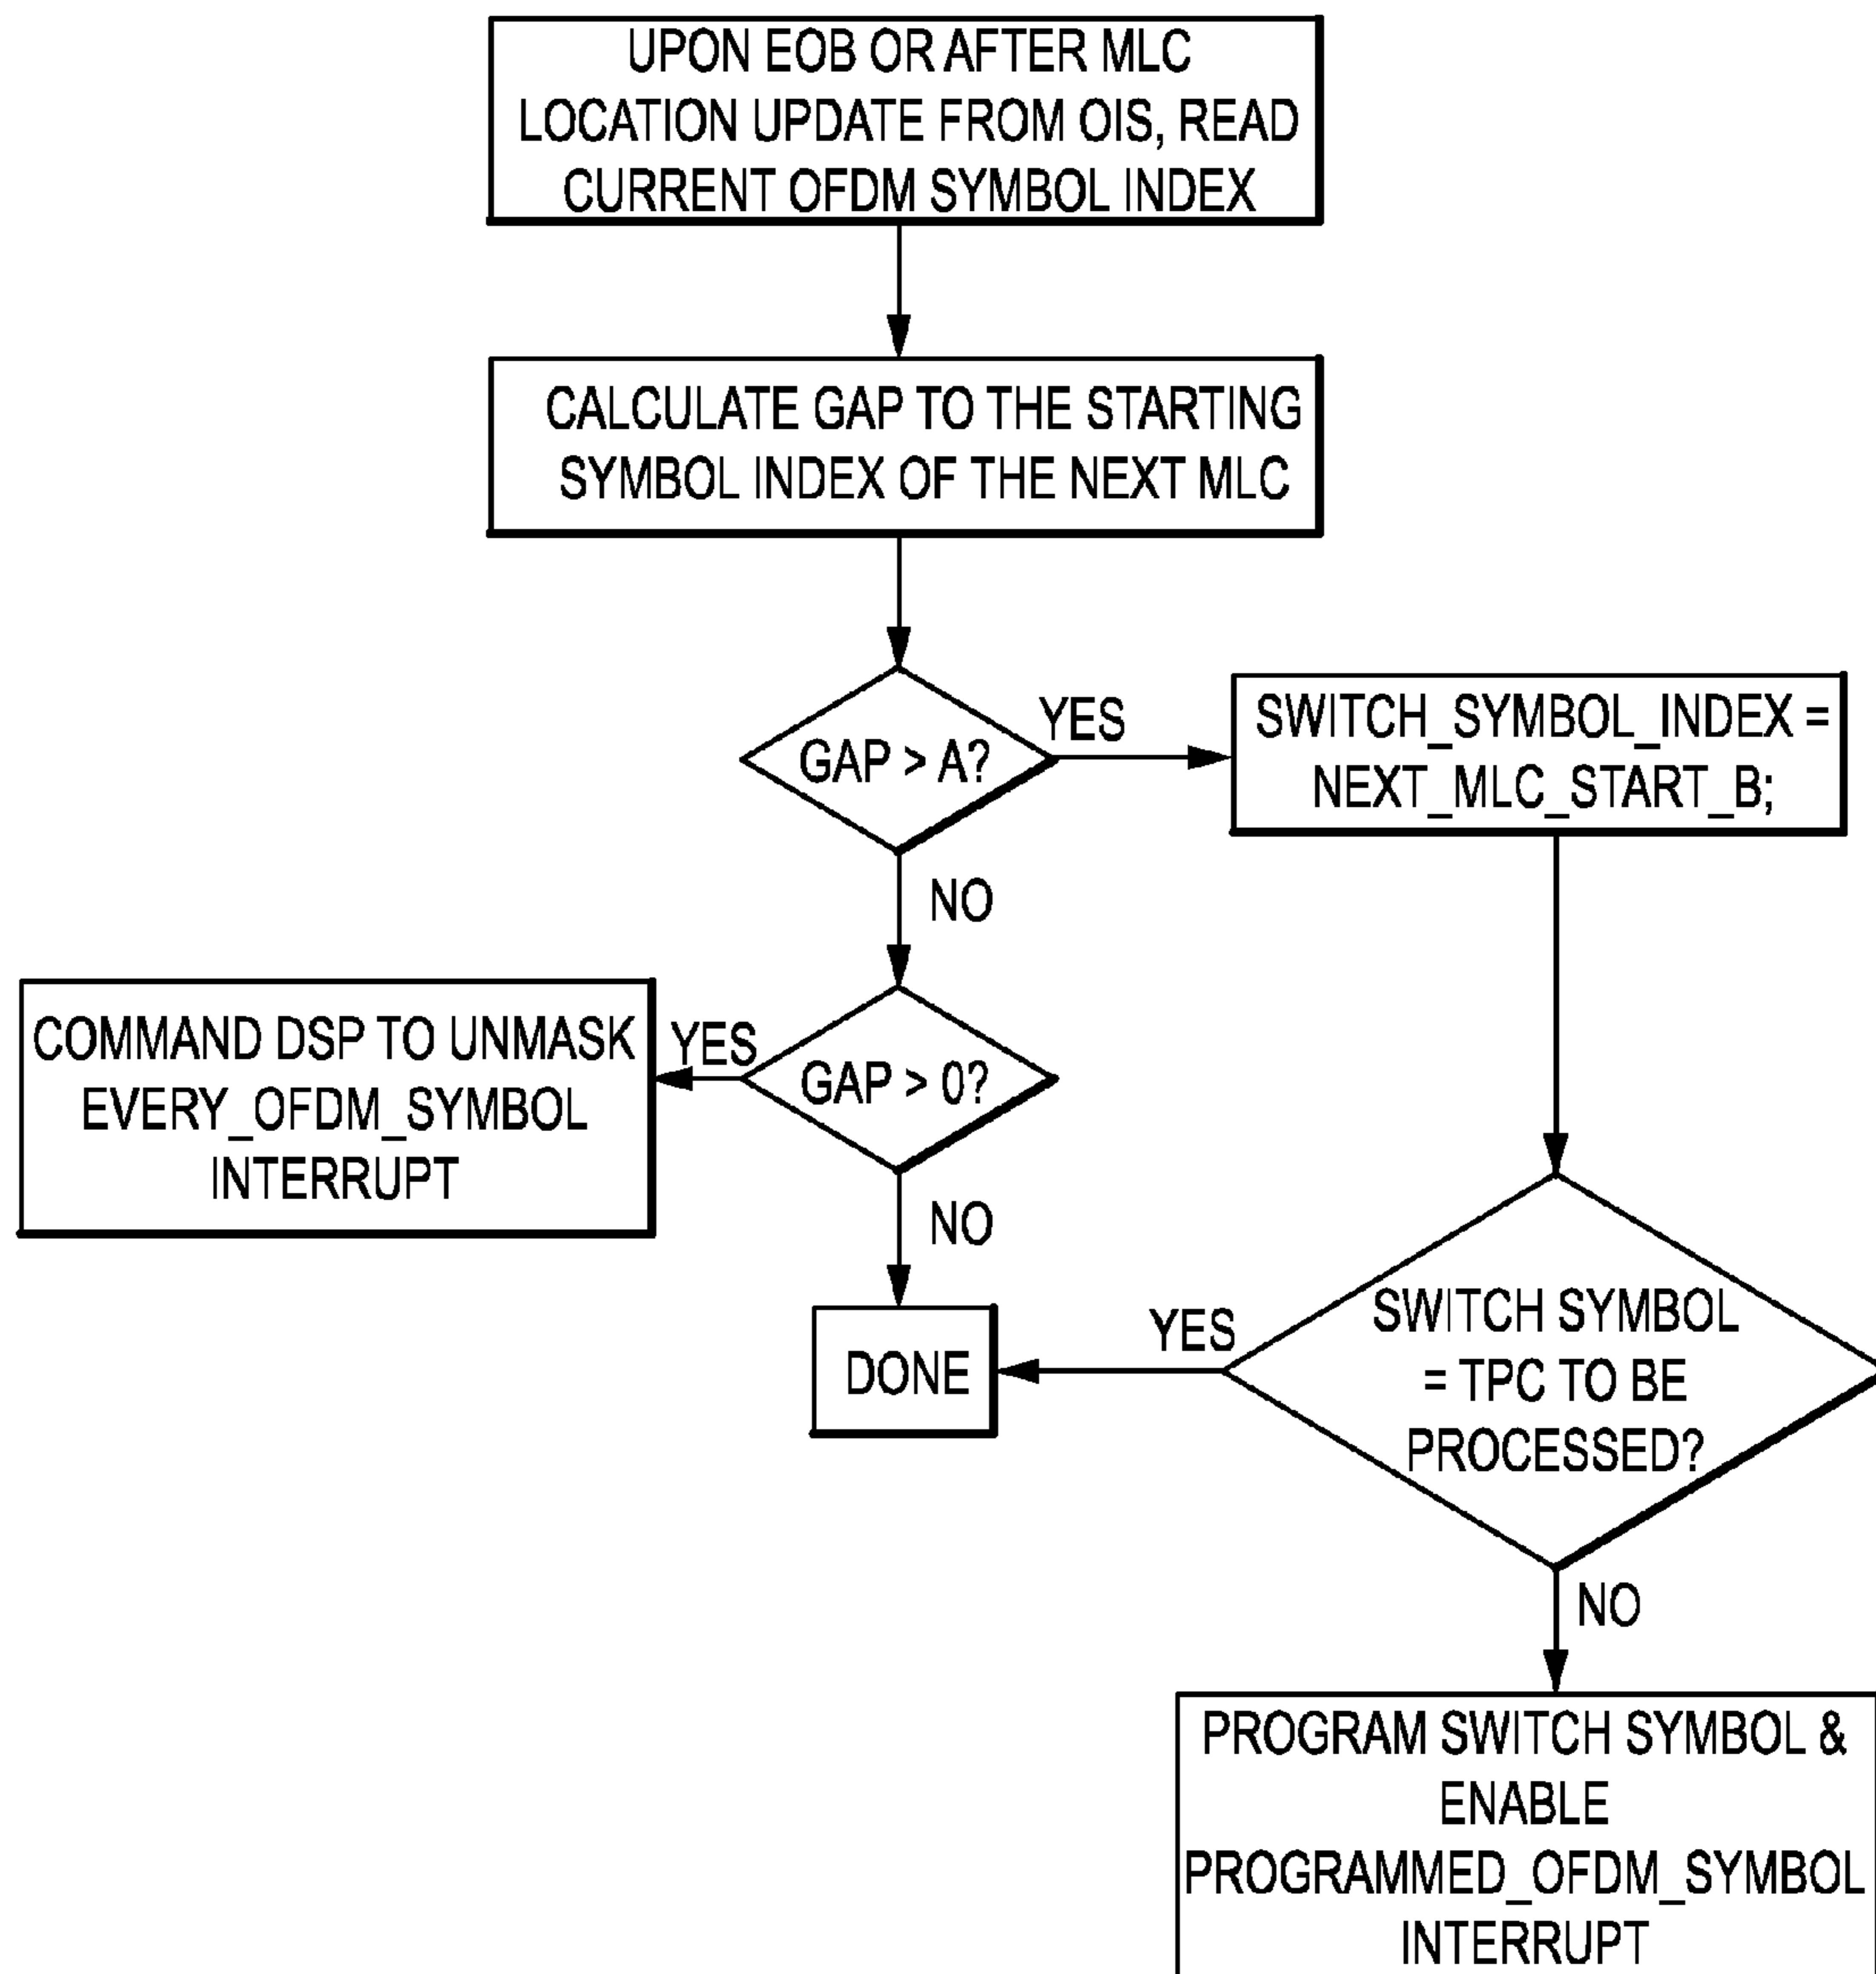 UPON EOB OR AFTER MLC
LOCATION UPDATE FROM OIS, READ
CURRENT OFDM SYMBOL INDEX
CALCULATE GAP TO THE STARTING
SYMBOL INDEX OF THE NEXT MLC
GAP > A?
YES
SWITCH_SYMBOL_INDEX =
NEXT_MLC_START_B;
NO
COMMAND DSP TO UNMASK
EVERY_OFDM_SYMBOL
INTERRUPT
YES
GAP > 0?
NO
DONE
YES
SWITCH SYMBOL
= TPC TO BE
PROCESSED?
NO
PROGRAM SWITCH SYMBOL &
ENABLE
PROGRAMMED_OFDM_SYMBOL
INTERRUPT